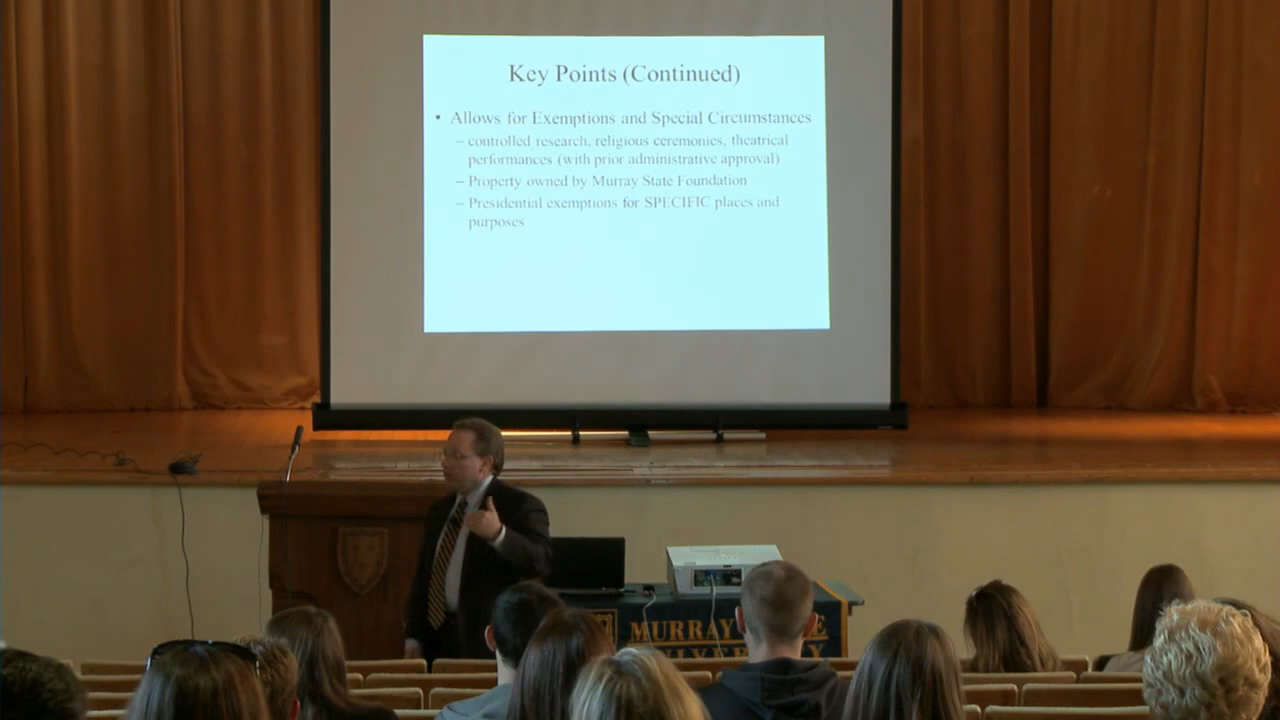 Key Points (Continued)
• Allows for Exemptions and Special Circumstances
– controlled research, religious ceremonies, theatrical
performances (with prior administrative approval)
– Property owned by Murray State Foundation
– Presidential exemptions for SPECIFIC places and
purposes
MURRAY